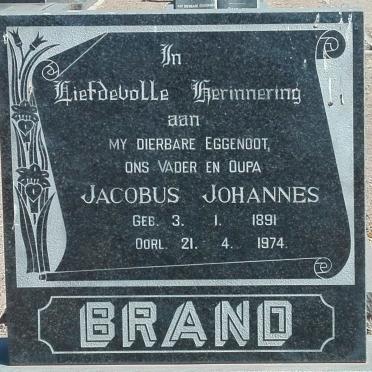 In
Liefdevolle Herinnering
aan
MY DIERBARE EGGENOOT,
ONS VADER EN OUPA
JACOBUS JOHANNES
GEB. 3. 1. 1891
OORL. 21. 4. 1974.
BRAND